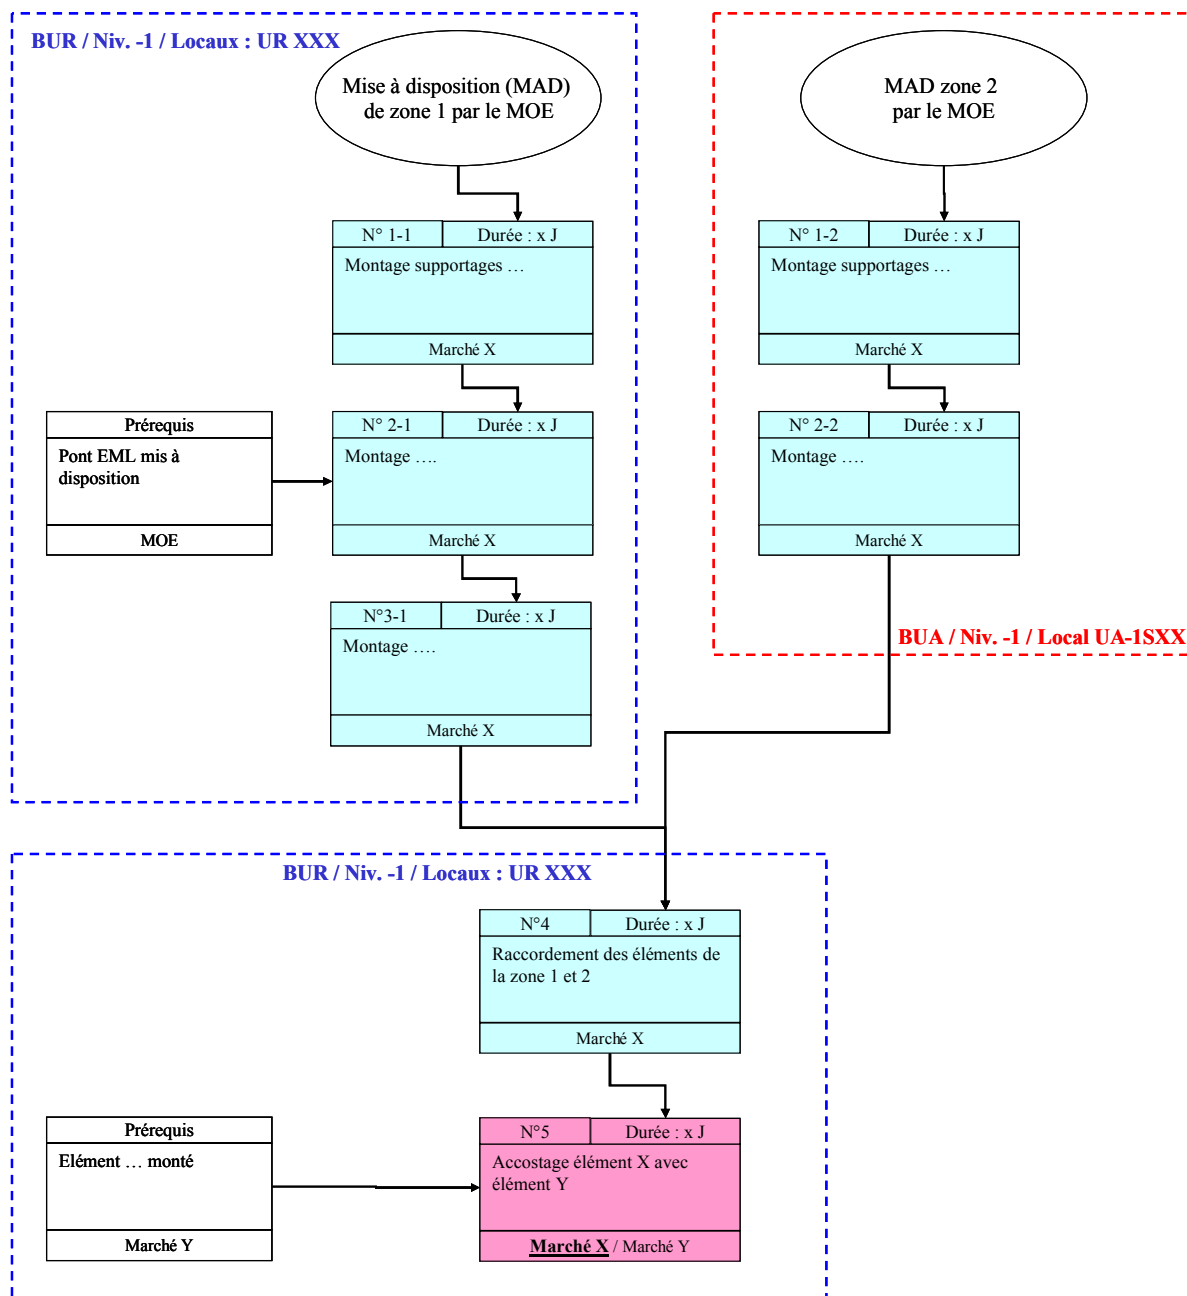 BUR / Niv. -1 / Locaux : UR XXX
Mise à disposition (MAD)
de zone 1 par le MOE
MAD zone 2
par le MOE
N° 1-1
Durée : x J
Montage supportages …
Marché X
N° 1-2
Durée : x J
Montage supportages …
Marché X
Prérequis
Pont EML mis à
disposition
MOE
N° 2-1
Durée : x J
Montage ….
Marché X
N° 2-2
Durée : x J
Montage ….
Marché X
N°3-1
Durée : x J
Montage ….
Marché X
BUA / Niv. -1 / Local UA-1SXX
BUR / Niv. -1 / Locaux : UR XXX
N°4
Durée : x J
Raccordement des éléments de
la zone 1 et 2
Marché X
Prérequis
Elément … monté
Marché Y
N°5
Durée : x J
Accostage élément X avec
élément Y
Marché X / Marché Y